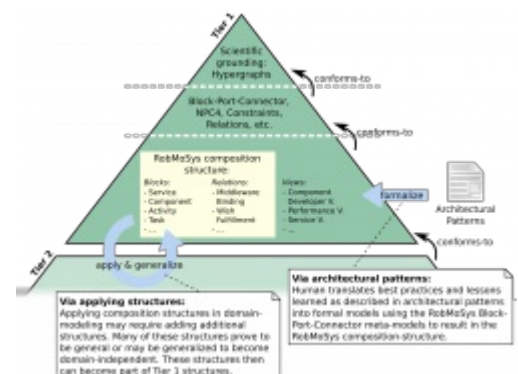 Tier 1
Scientific
grounding:
Hypergraphs
conforms-to
Block-Port-Connector,
NPC4, Constraints,
Relations, etc.
conforms-to
RobMoSys composition
structure:
Blocks:
- Service
- Component
- Activity
- Task
- ...
Relations:
- Middleware
Binding
- Wish
Fulfillment
- ...
Views:
- Component
Developer V.
- Performance V.
- Service V.
- ...
formalize
Architectural
Patterns
conforms-to
Tier 2
apply & generalize
Via applying structures:
Applying composition structures in domain-
modeling may require adding additional
structures. Many of these structures prove to
be general or may be generalized to become
domain-independent. These structures then
can become part of Tier 1 structures.
Via architectural patterns:
Human translates best practices and lessons
learned as described in architectural patterns
into formal models using the RobMoSys Block-
Port-Connector meta-models to result in the
RobMoSys composition-structure.